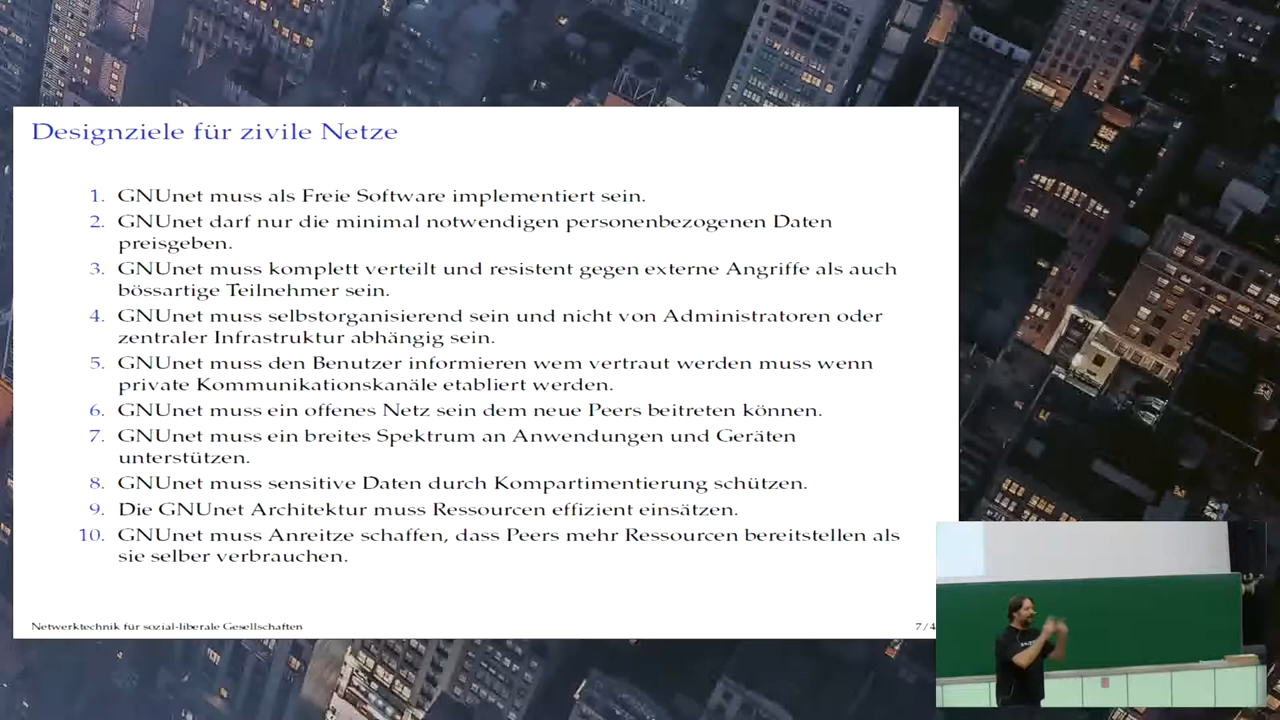 Designziele für zivile Netze
1. GNUnet muss als Freie Software implementiert sein.
2. GNUnet darf nur die minimal notwendigen personenbezogenen Daten
preisgeben.
3. GNUnet muss komplett verteilt und resistent gegen externe Angriffe als auch
bössartige Teilnehmer sein.
4. GNUnet muss selbstorganisierend sein und nicht von Administratoren oder
zentraler Infrastruktur abhängig sein.
5. GNUnet muss den Benutzer informieren wem vertraut werden muss wenn
private Kommunikationskanäle etabliert werden.
6. GNUnet muss ein offenes Netz sein dem neue Peers beitreten können.
7. GNUnet muss ein breites Spektrum an Anwendungen und Geräten
unterstützen.
8. GNUnet muss sensitive Daten durch Kompartimentierung schützen.
9. Die GNUnet Architektur muss Ressourcen effizient einsätzen.
10. GNUnet muss Anreitze schaffen, dass Peers mehr Ressourcen bereitstellen als
sie selber verbrauchen.
Netwerktechnik für sozial-liberale Gesellschaften
7/4